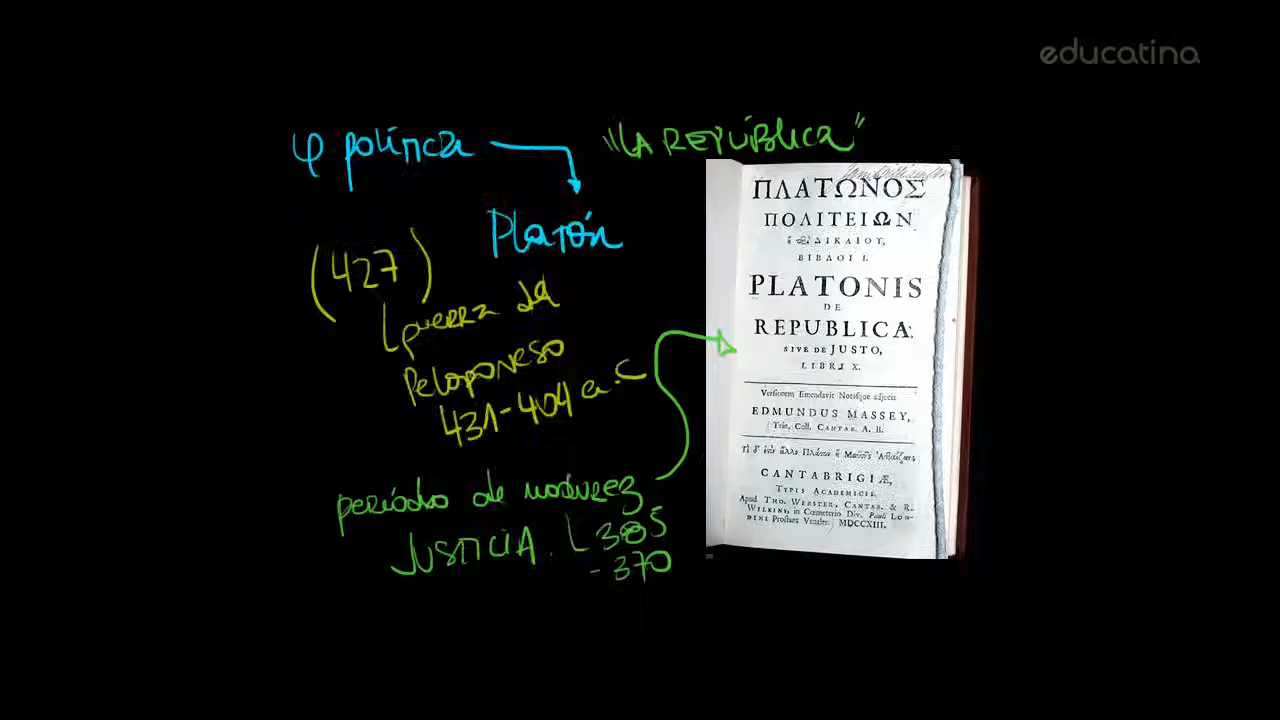 educatina
φ política
"LA REPÚBLICA"
Platón
(427)
guerra del
Peloponeso
431-404 a.C
período de madurez
JUSTICIA. 385
-370
ΠΛΑΤΩΝΟΣ
ΠΟΛΙΤΕΙΩΝ
ΔΙΚΑΙΟΥ,
ΒΙΒΛΟΙ Ι.
PLATONIS
DE
REPUBLICA;
SIVE DE JUSTO,
LIBRI X.
Versionem Emendavit Notisque adjecit
EDMUNDUS MASSEY,
Trin. Coll. CANTAB. A. B.
CANTABRIGIÆ,
TYPIS ACADEMICIS.
Apud THO. WEBSTER, CANTAB. & R.
WILKINS, in Cœmeterio Div. Pauli LON-
DINI Prostant Venales. MDCCXIII.